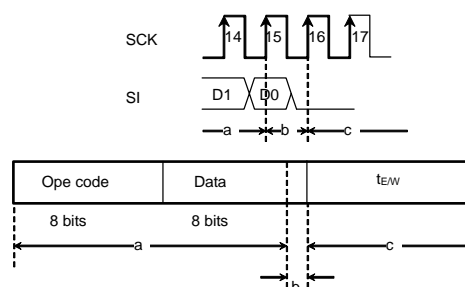 SCK 14 15 16 17
SI D1 D0
a b c
Ope code Data tE/W
8 bits 8 bits
a c
b